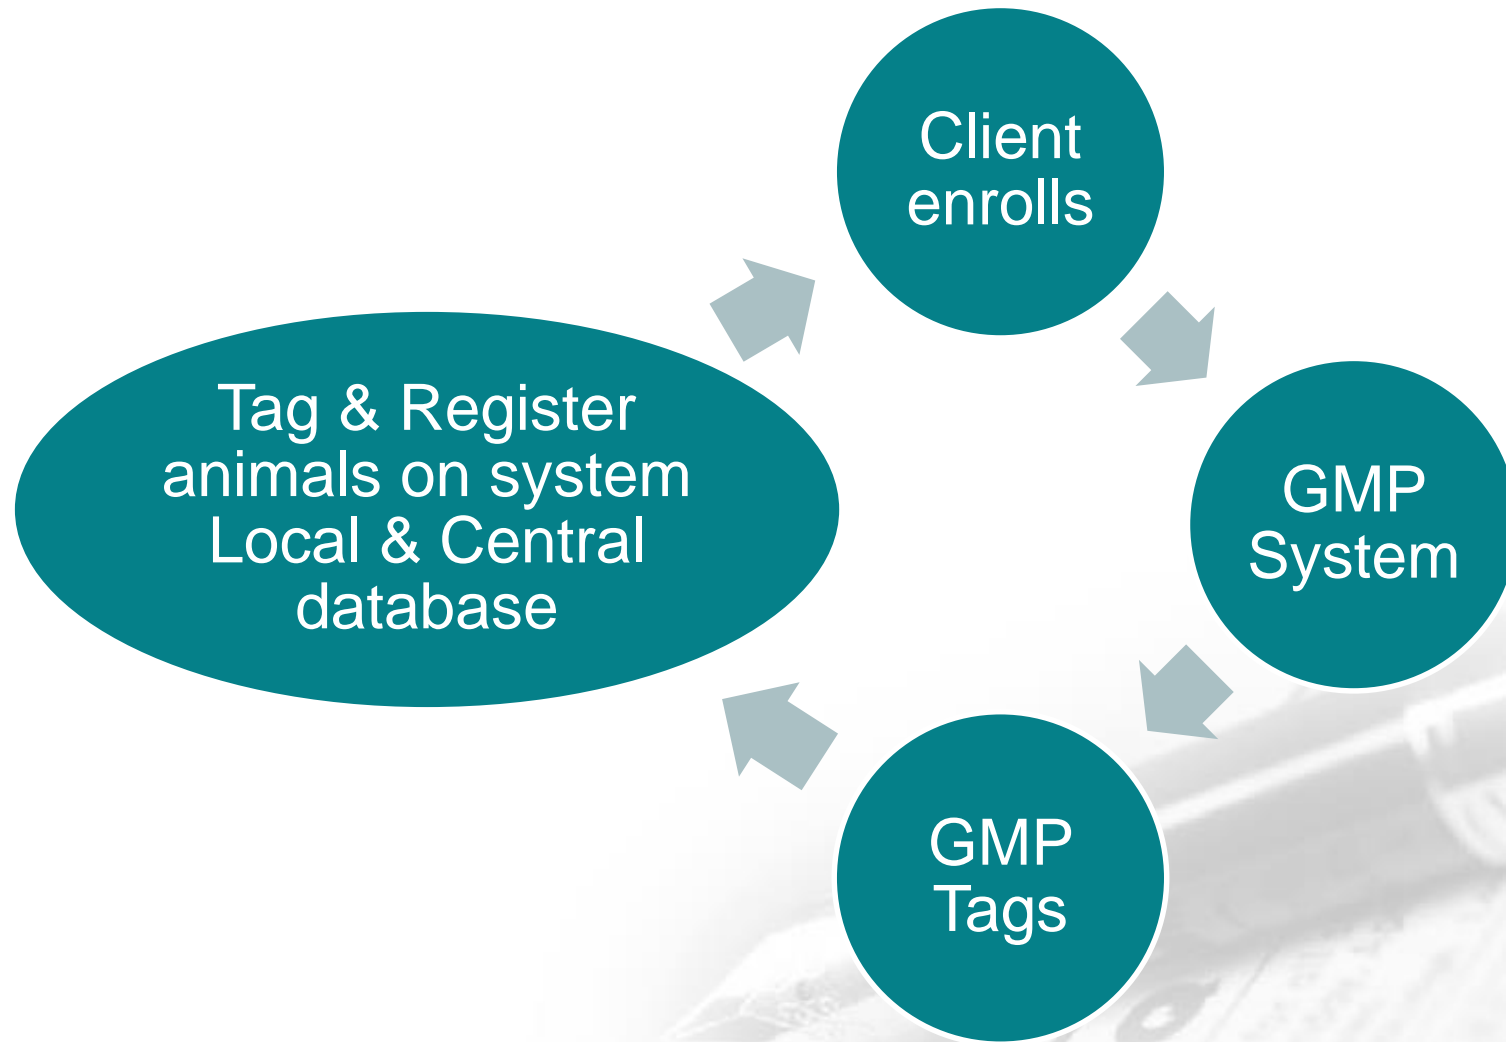 Client
enrolls
GMP
System
GMP
Tags
Tag & Register
animals on system
Local & Central
database